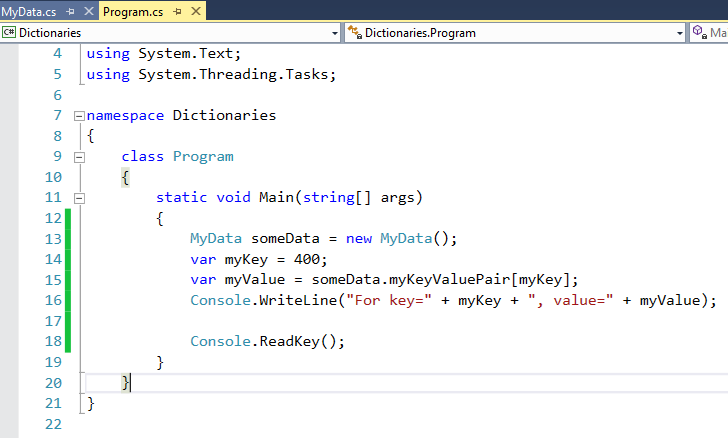 MyData.cs Program.cs
C# Dictionaries Dictionaries.Program Ma
4 using System.Text;
5 using System.Threading.Tasks;
6
7 namespace Dictionaries
8 {
9 class Program
10 {
11 static void Main(string[] args)
12 {
13 MyData someData = new MyData();
14 var myKey = 400;
15 var myValue = someData.myKeyValuePair[myKey];
16 Console.WriteLine("For key=" + myKey + ", value=" + myValue);
17
18 Console.ReadKey();
19 }
20 }
21 }
22